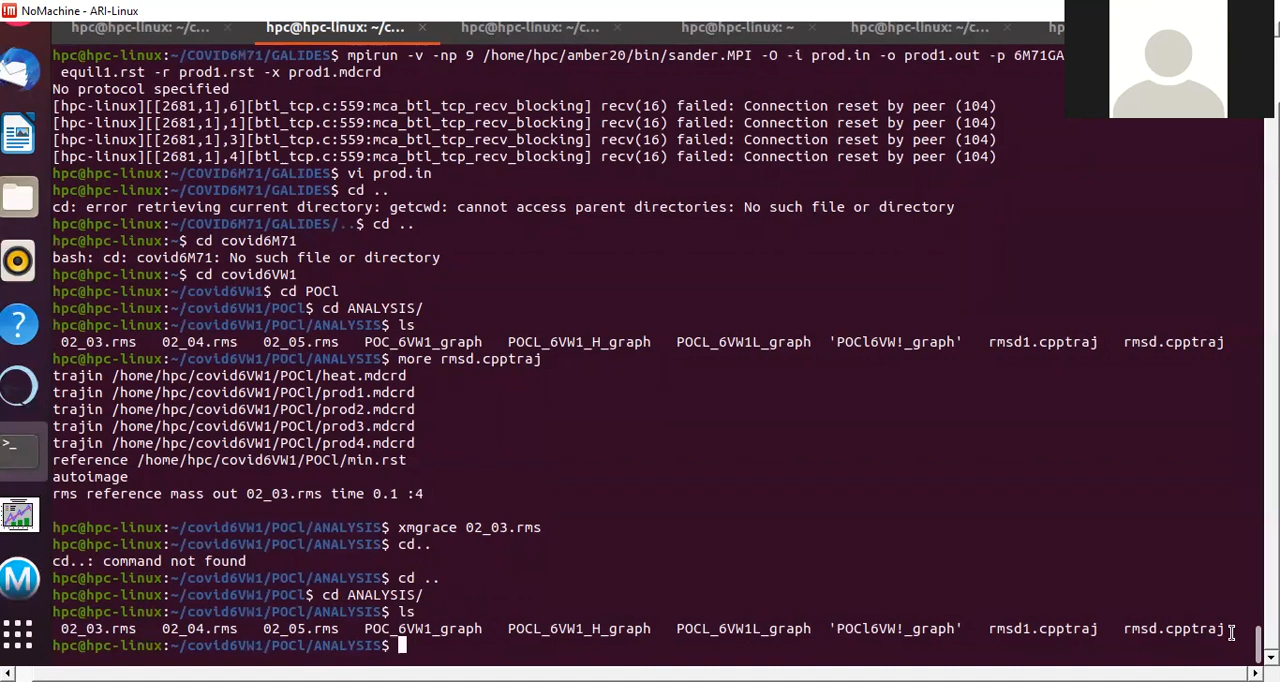 NoMachine - ARI-Linux
hpc@hpc-linux: ~/c... × hpc@hpc-linux: ~/c... × hpc@hpc-linux: ~/c... × hpc@hpc-linux: ~ × hpc@hpc-linux: ~/c... × hp
hpc@hpc-linux:~/COVID6M71/GALIDES$ mpirun -v -np 9 /home/hpc/amber20/bin/sander.MPI -O -i prod.in -o prod1.out -p 6M71GA
equil1.rst -r prod1.rst -x prod1.mdcrd
No protocol specified
[hpc-linux][[2681,1],6][btl_tcp.c:559:mca_btl_tcp_recv_blocking] recv(16) failed: Connection reset by peer (104)
[hpc-linux][[2681,1],1][btl_tcp.c:559:mca_btl_tcp_recv_blocking] recv(16) failed: Connection reset by peer (104)
[hpc-linux][[2681,1],3][btl_tcp.c:559:mca_btl_tcp_recv_blocking] recv(16) failed: Connection reset by peer (104)
[hpc-linux][[2681,1],4][btl_tcp.c:559:mca_btl_tcp_recv_blocking] recv(16) failed: Connection reset by peer (104)
hpc@hpc-linux:~/COVID6M71/GALIDES$ vi prod.in
hpc@hpc-linux:~/COVID6M71/GALIDES$ cd ..
cd: error retrieving current directory: getcwd: cannot access parent directories: No such file or directory
hpc@hpc-linux:~/COVID6M71/GALIDES/..$ cd ..
hpc@hpc-linux:~$ cd covid6M71
bash: cd: covid6M71: No such file or directory
hpc@hpc-linux:~$ cd covid6VW1
hpc@hpc-linux:~/covid6VW1$ cd POCl
hpc@hpc-linux:~/covid6VW1/POCl$ cd ANALYSIS/
hpc@hpc-linux:~/covid6VW1/POCl/ANALYSIS$ ls
02_03.rms 02_04.rms 02_05.rms POC_6VW1_graph POCL_6VW1_H_graph POCL_6VW1L_graph 'POCl6VW!_graph' rmsd1.cpptraj rmsd.cpptraj
hpc@hpc-linux:~/covid6VW1/POCl/ANALYSIS$ more rmsd.cpptraj
trajin /home/hpc/covid6VW1/POCl/heat.mdcrd
trajin /home/hpc/covid6VW1/POCl/prod1.mdcrd
trajin /home/hpc/covid6VW1/POCl/prod2.mdcrd
trajin /home/hpc/covid6VW1/POCl/prod3.mdcrd
trajin /home/hpc/covid6VW1/POCl/prod4.mdcrd
reference /home/hpc/covid6VW1/POCl/min.rst
autoimage
rms reference mass out 02_03.rms time 0.1 :4
hpc@hpc-linux:~/covid6VW1/POCl/ANALYSIS$ xmgrace 02_03.rms
hpc@hpc-linux:~/covid6VW1/POCl/ANALYSIS$ cd..
cd..: command not found
hpc@hpc-linux:~/covid6VW1/POCl/ANALYSIS$ cd ..
hpc@hpc-linux:~/covid6VW1/POCl$ cd ANALYSIS/
hpc@hpc-linux:~/covid6VW1/POCl/ANALYSIS$ ls
02_03.rms 02_04.rms 02_05.rms POC_6VW1_graph POCL_6VW1_H_graph POCL_6VW1L_graph 'POCl6VW!_graph' rmsd1.cpptraj rmsd.cpptraj
hpc@hpc-linux:~/covid6VW1/POCl/ANALYSIS$